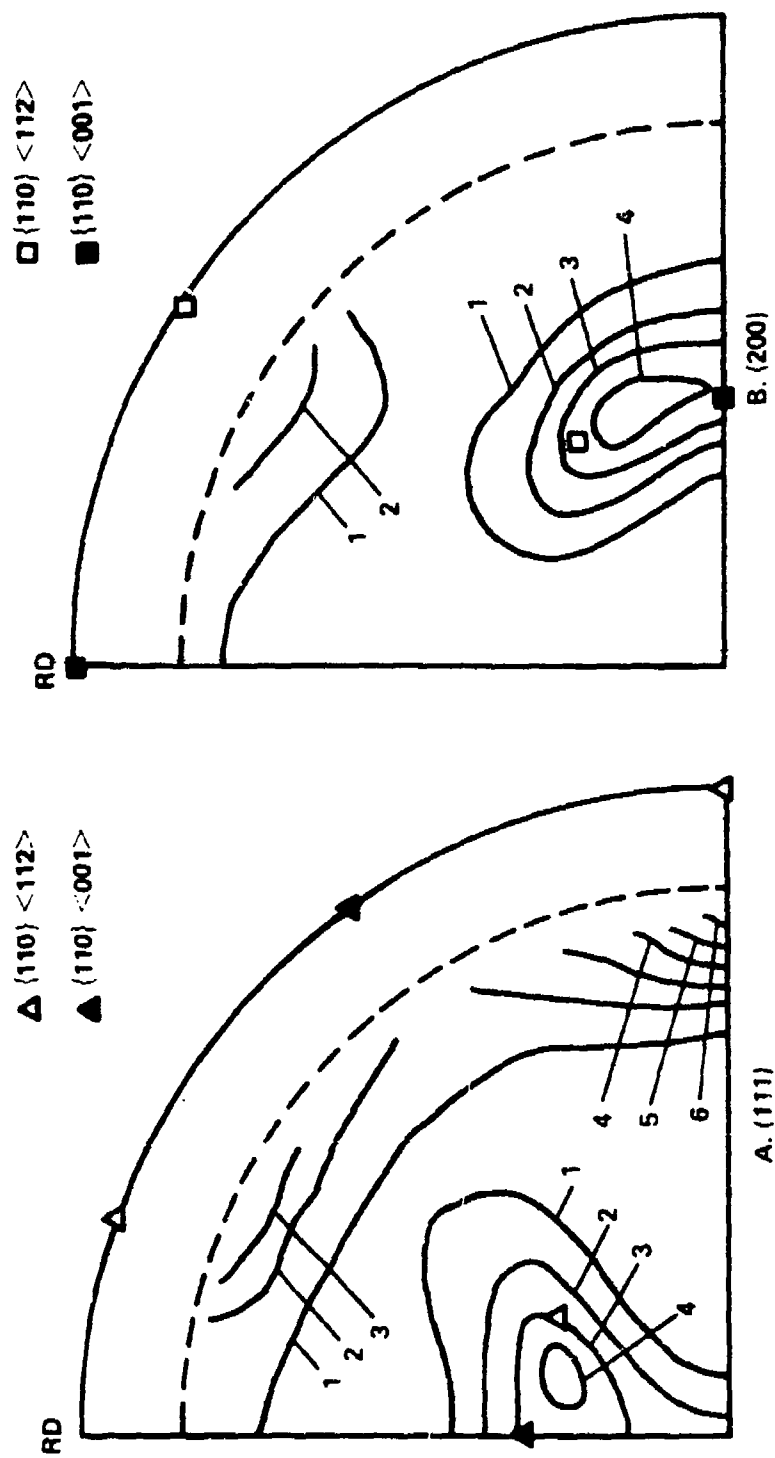 RD
△ {110} <112>
▲ {110} <001>
1
2
3
4
5
6
1
2
3
4
A. (111)
RD
□ {110} <112>
■ {110} <001>
1
2
1
2
3
4
B. (200)